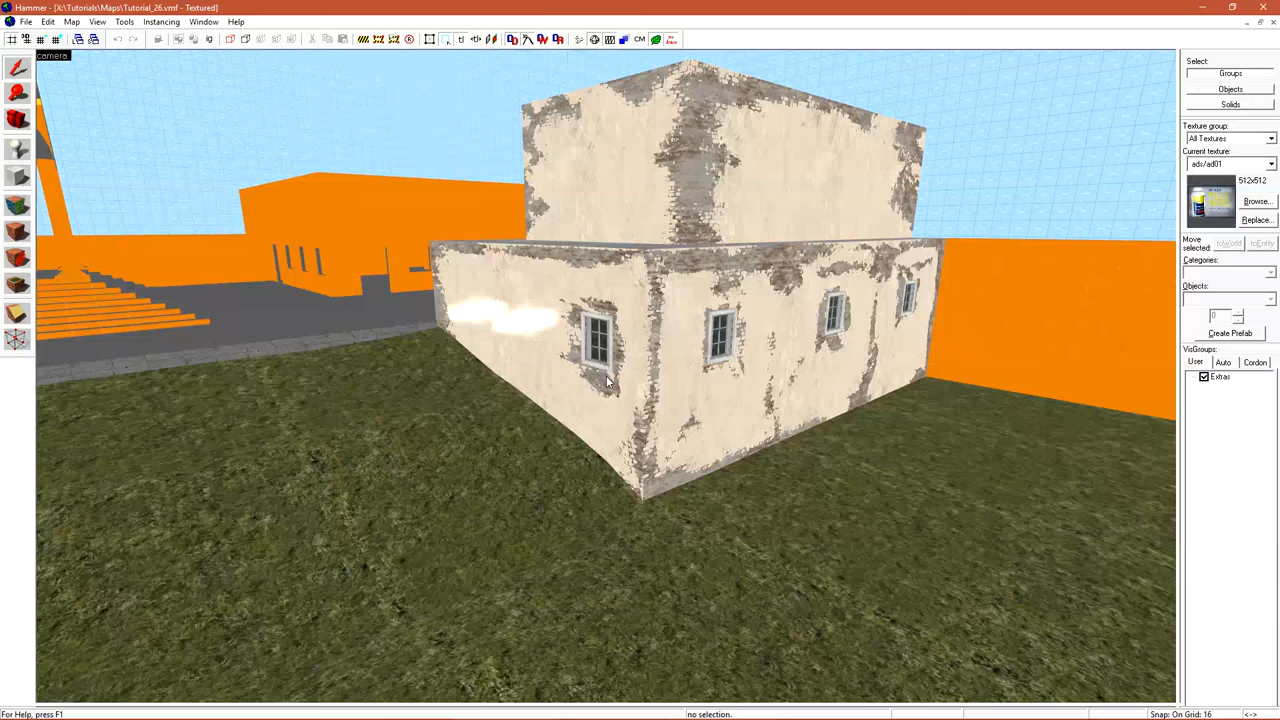 Hammer - [X:\Tutorials\Maps\Tutorial_26.vmf - Textured]
File Edit Map View Tools Instancing Window Help
CM
camera
Select:
Groups
Objects
Solids
Texture group:
All Textures
Current texture:
ads/ad01
512x512
Browse...
Replace...
Move selected:
toWorld
toEntity
Categories:
Objects:
0
Create Prefab
VisGroups:
User Auto Cordon
Extras
For Help, press F1
no selection.
Snap: On Grid: 16
<->